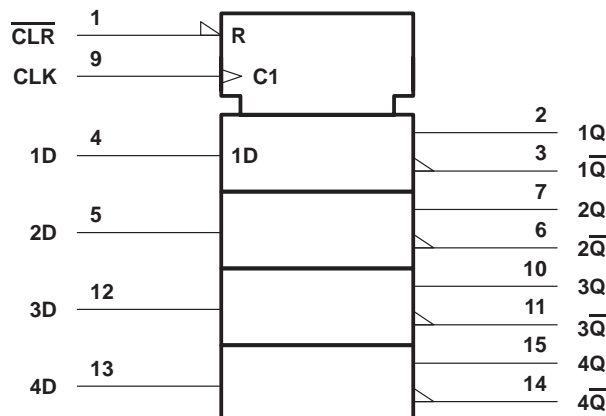 C̅L̅R̅ 1 R
CLK 9 C1
1D 4 1D
2 1Q
3 1Q̅
5 2D
7 2Q
6 2Q̅
12 3D
10 3Q
11 3Q̅
13 4D
15 4Q
14 4Q̅